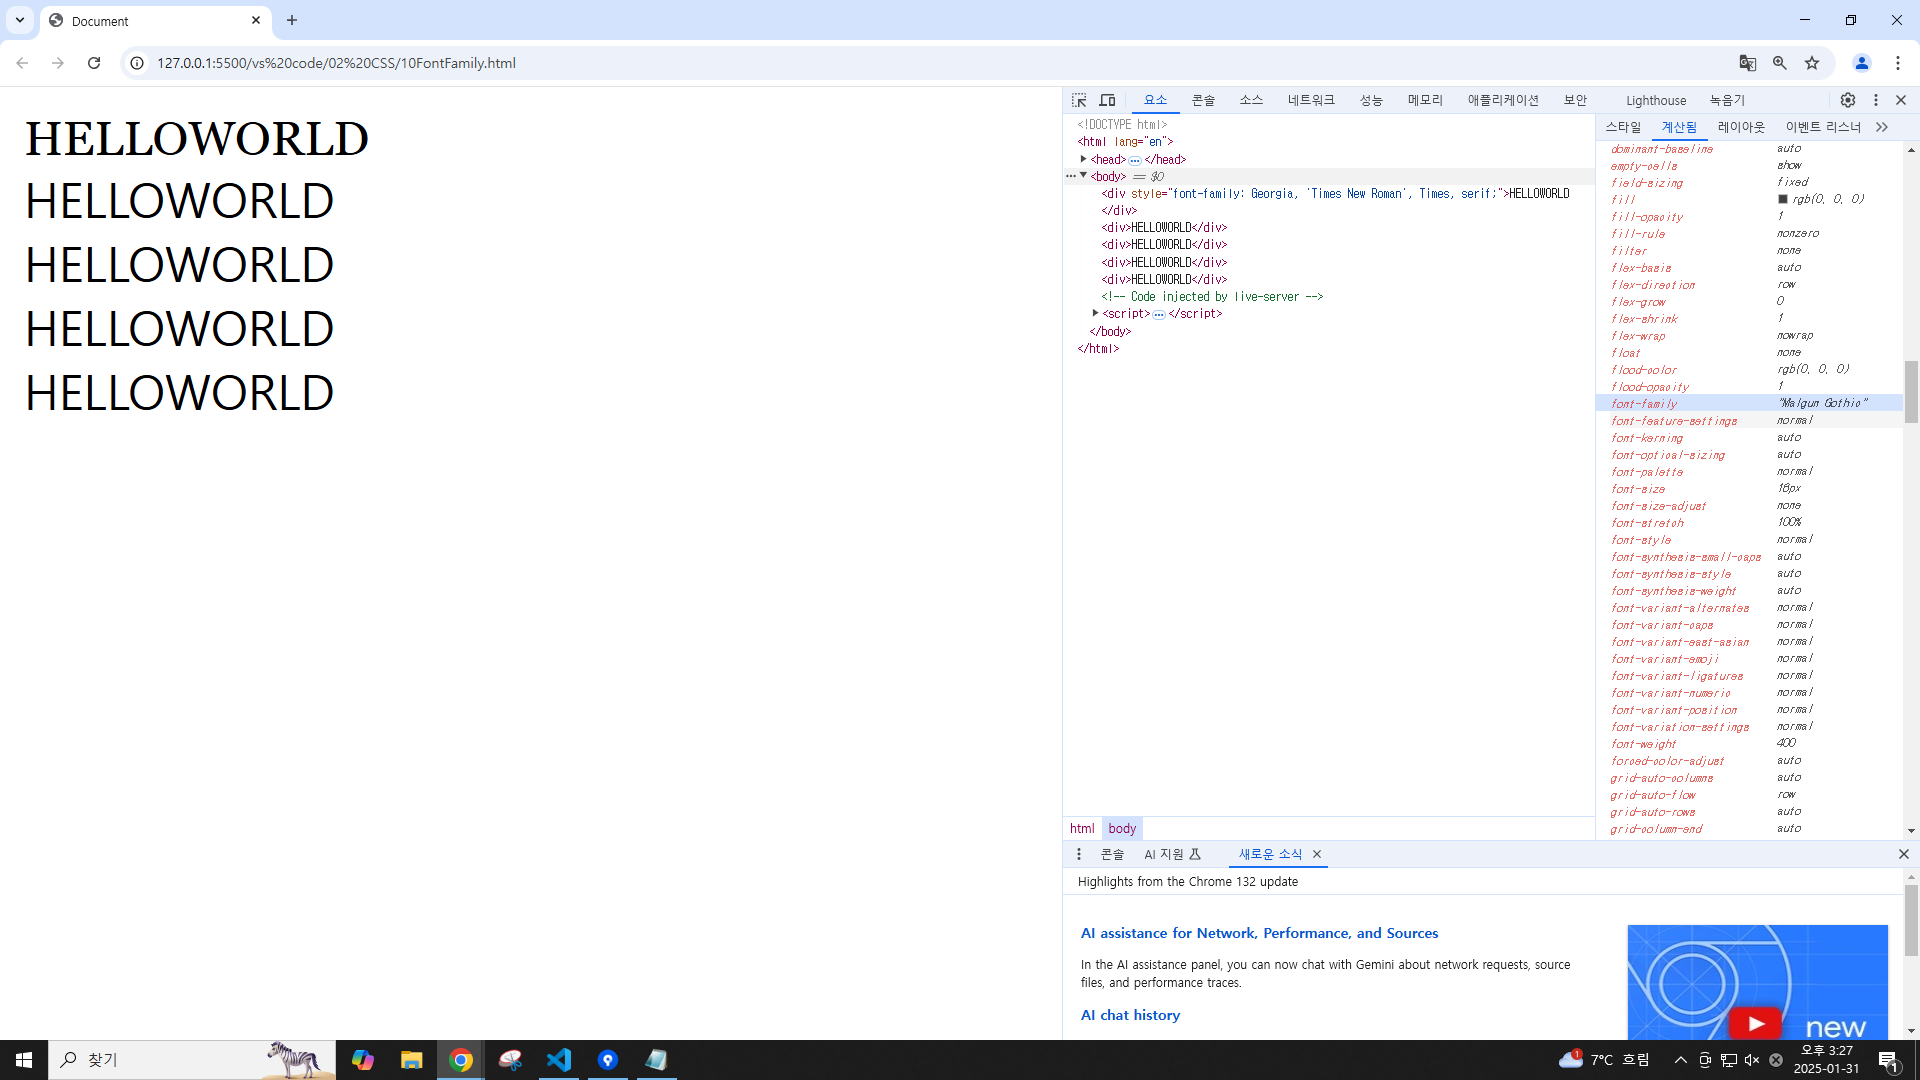 Document
127.0.0.1:5500/vs%20code/02%20CSS/10FontFamily.html
HELLOWORLD
HELLOWORLD
HELLOWORLD
HELLOWORLD
HELLOWORLD
요소 콘솔 소스 네트워크 성능 메모리 애플리케이션 보안 Lighthouse 녹음기
<!DOCTYPE html>
<html lang="en">
<head> … </head>
<body> == $0
<div style="font-family: Georgia, 'Times New Roman', Times, serif;">HELLOWORLD
</div>
<div>HELLOWORLD</div>
<div>HELLOWORLD</div>
<div>HELLOWORLD</div>
<div>HELLOWORLD</div>
<!-- Code injected by live-server -->
<script> … </script>
</body>
</html>
html body
스타일 계산됨 레이아웃 이벤트 리스너
dominant-baseline auto
empty-cells show
field-sizing fixed
fill rgb(0, 0, 0)
fill-opacity 1
fill-rule nonzero
filter none
flex-basis auto
flex-direction row
flex-grow 0
flex-shrink 1
flex-wrap nowrap
float none
flood-color rgb(0, 0, 0)
flood-opacity 1
font-family "Malgun Gothic"
font-feature-settings normal
font-kerning auto
font-optical-sizing auto
font-palette normal
font-size 16px
font-size-adjust none
font-stretch 100%
font-style normal
font-synthesis-small-caps auto
font-synthesis-style auto
font-synthesis-weight auto
font-variant-alternates normal
font-variant-caps normal
font-variant-east-asian normal
font-variant-emoji normal
font-variant-ligatures normal
font-variant-numeric normal
font-variant-position normal
font-variation-settings normal
font-weight 400
forced-color-adjust auto
grid-auto-columns auto
grid-auto-flow row
grid-auto-rows auto
grid-column-end auto
콘솔 AI 지원 새로운 소식
Highlights from the Chrome 132 update
AI assistance for Network, Performance, and Sources
In the AI assistance panel, you can now chat with Gemini about network requests, source
files, and performance traces.
AI chat history
new
찾기
1
7°C 흐림
오후 3:27
2025-01-31
1